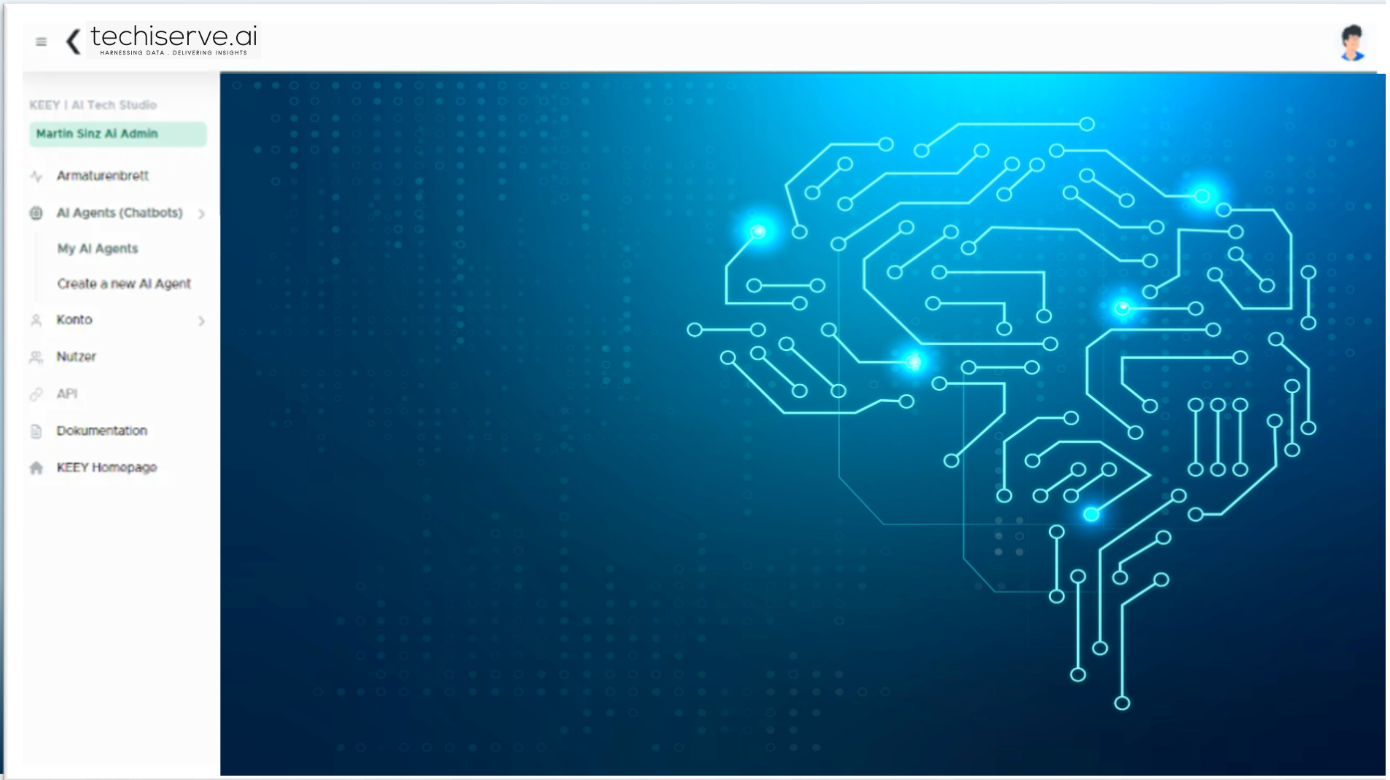 techiserve.ai
HARNESSING DATA . DELIVERING INSIGHTS
KEEY | AI Tech Studio
Martin Sinz Ai Admin
Armaturenbrett
AI Agents (Chatbots)
My AI Agents
Create a new AI Agent
Konto
Nutzer
API
Dokumentation
KEEY Homepage